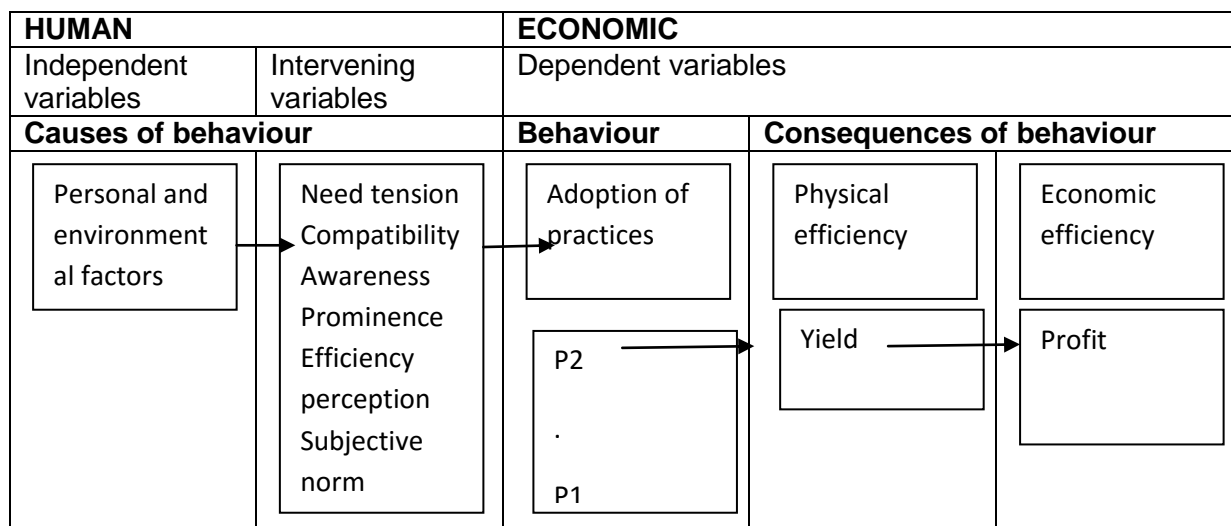 HUMAN
ECONOMIC
Independent
variables
Intervening
variables
Dependent variables
Causes of behaviour
Behaviour
Consequences of behaviour
Personal and
environment
al factors
Need tension
Compatibility
Awareness
Prominence
Efficiency
perception
Subjective
norm
Adoption of
practices
P2
.
P1
Physical
efficiency
Yield
Economic
efficiency
Profit